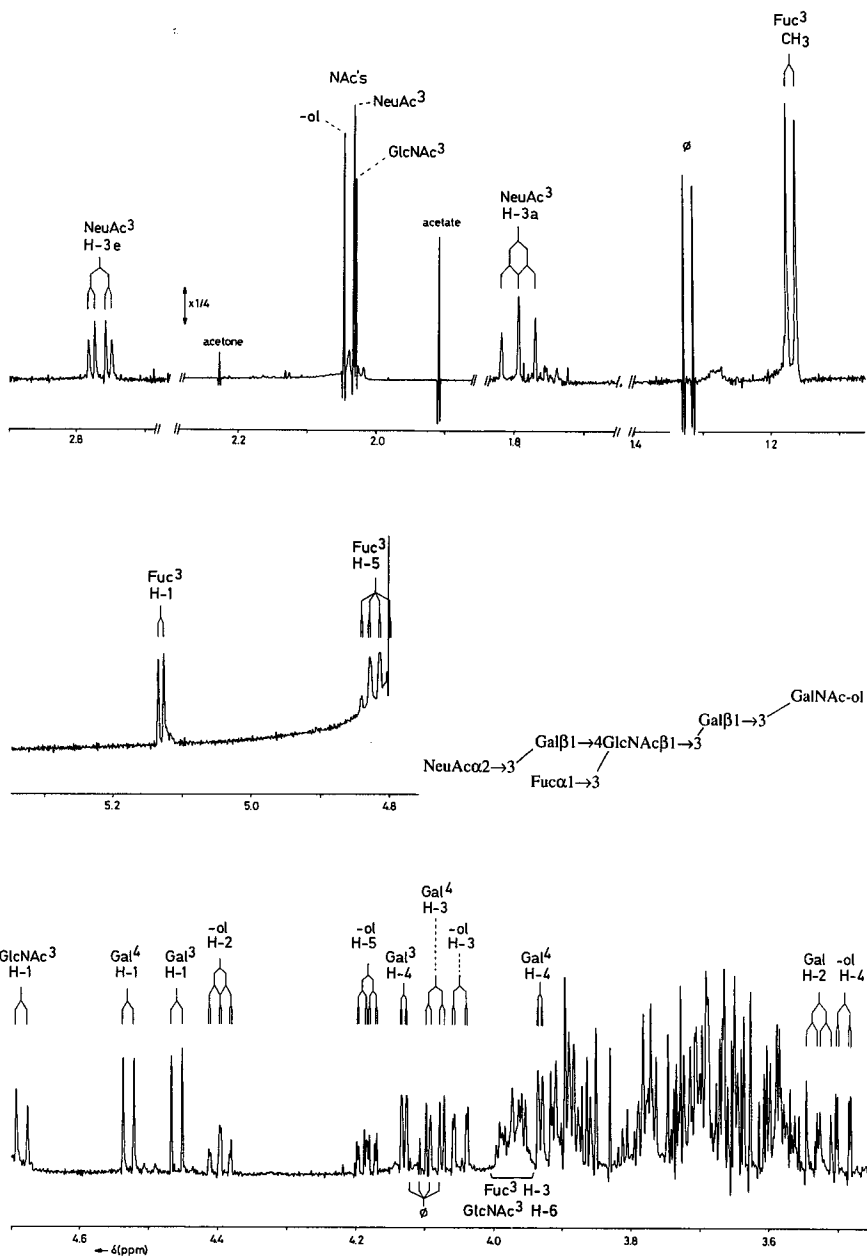 Fuc³
CH₃
NAc's
NeuAc³
-ol
GlcNAc³
ø
NeuAc³
H-3a
NeuAc³
H-3e
acetate
x1/4
acetone
2.8
2.2
2.0
1.8
1.4
1.2
Fuc³
H-5
Fuc³
H-1
GalNAc-ol
Galβ1→3
Galβ1→4GlcNAcβ1→3
NeuAcα2→3
Fucα1→3
5.2
5.0
4.8
Gal⁴
H-3
GlcNAc³
H-1
Gal⁴
H-1
Gal³
H-1
-ol
H-2
-ol
H-5
Gal³
H-4
-ol
H-3
Gal⁴
H-4
Gal
H-2
-ol
H-4
ø
Fuc³ H-3
GlcNAc³ H-6
4.6
4.4
4.2
4.0
3.8
3.6
← δ(ppm)